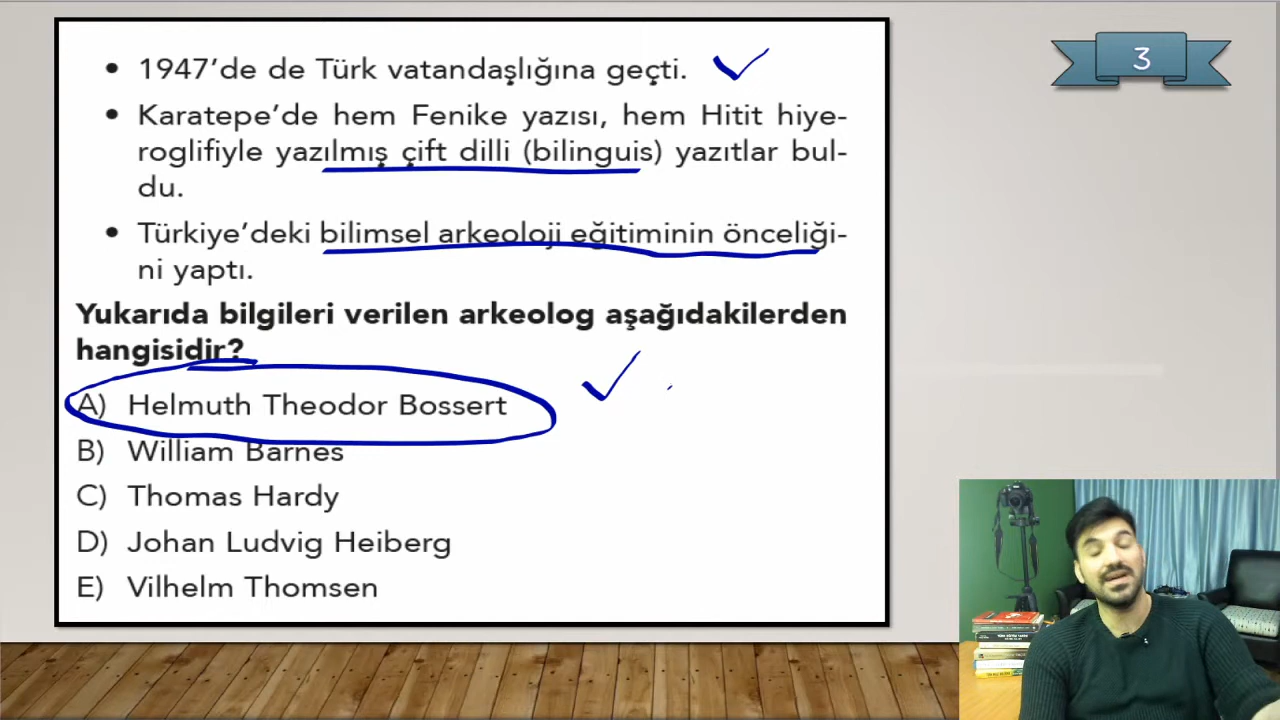 • 1947’de de Türk vatandaşlığına geçti.
• Karatepe’de hem Fenike yazısı, hem Hitit hiye-
roglifiyle yazılmış çift dilli (bilinguis) yazıtlar bul-
du.
• Türkiye’deki bilimsel arkeoloji eğitiminin önceliği-
ni yaptı.
Yukarıda bilgileri verilen arkeolog aşağıdakilerden
hangisidir?
A) Helmuth Theodor Bossert
B) William Barnes
C) Thomas Hardy
D) Johan Ludvig Heiberg
E) Vilhelm Thomsen
3